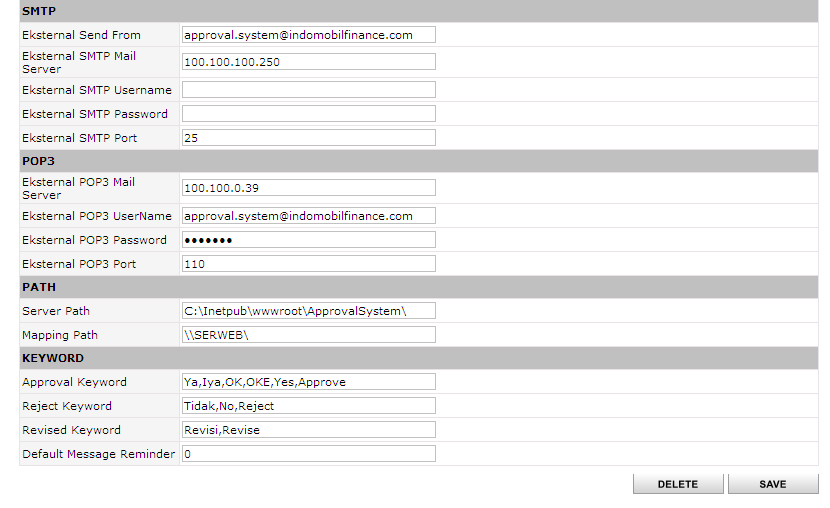 SMTP
Eksternal Send From approval.system@indomobilfinance.com
Eksternal SMTP Mail
Server 100.100.100.250
Eksternal SMTP Username
Eksternal SMTP Password
Eksternal SMTP Port 25
POP3
Eksternal POP3 Mail
Server 100.100.0.39
Eksternal POP3 UserName approval.system@indomobilfinance.com
Eksternal POP3 Password •••••••
Eksternal POP3 Port 110
PATH
Server Path C:\Inetpub\wwwroot\ApprovalSystem\
Mapping Path \\SERWEB\
KEYWORD
Approval Keyword Ya,Iya,OK,OKE,Yes,Approve
Reject Keyword Tidak,No,Reject
Revised Keyword Revisi,Revise
Default Message Reminder 0
DELETE SAVE